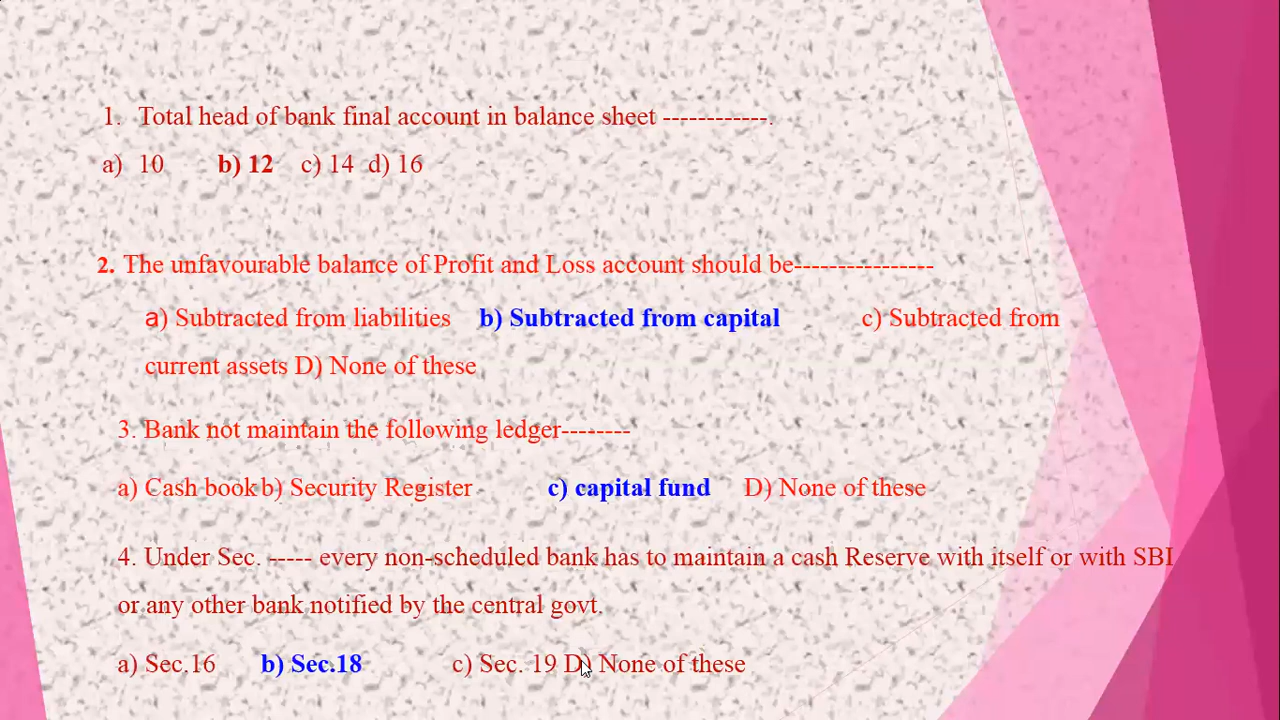 1. Total head of bank final account in balance sheet ------------.
a) 10 b) 12 c) 14 d) 16
2. The unfavourable balance of Profit and Loss account should be----------------
a) Subtracted from liabilities b) Subtracted from capital c) Subtracted from
current assets D) None of these
3. Bank not maintain the following ledger--------
a) Cash book b) Security Register c) capital fund D) None of these
4. Under Sec. ----- every non-scheduled bank has to maintain a cash Reserve with itself or with SBI
or any other bank notified by the central govt.
a) Sec.16 b) Sec.18 c) Sec. 19 D) None of these